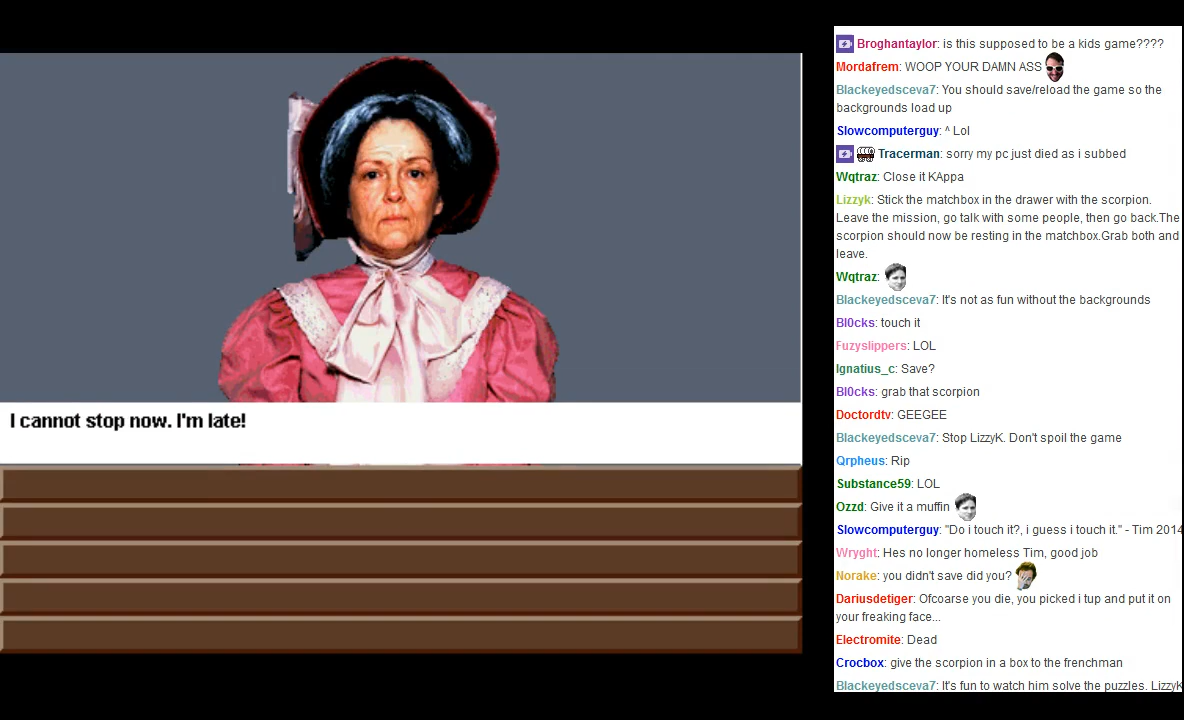 I cannot stop now. I'm late!
Broghantaylor: is this supposed to be a kids game????
Mordafrem: WOOP YOUR DAMN ASS
Blackeyedsceva7: You should save/reload the game so the
backgrounds load up
Slowcomputerguy: ^ Lol
Tracerman: sorry my pc just died as i subbed
Wqtraz: Close it KAppa
Lizzyk: Stick the matchbox in the drawer with the scorpion.
Leave the mission, go talk with some people, then go back.The
scorpion should now be resting in the matchbox.Grab both and
leave.
Wqtraz:
Blackeyedsceva7: It's not as fun without the backgrounds
Bl0cks: touch it
Fuzyslippers: LOL
Ignatius_c: Save?
Bl0cks: grab that scorpion
Doctordtv: GEEGEE
Blackeyedsceva7: Stop LizzyK. Don't spoil the game
Qrpheus: Rip
Substance59: LOL
Ozzd: Give it a muffin
Slowcomputerguy: "Do i touch it?, i guess i touch it." - Tim 2014
Wryght: Hes no longer homeless Tim, good job
Norake: you didn't save did you?
Dariusdetiger: Ofcoarse you die, you picked i tup and put it on
your freaking face...
Electromite: Dead
Crocbox: give the scorpion in a box to the frenchman
Blackeyedsceva7: It's fun to watch him solve the puzzles. LizzyK